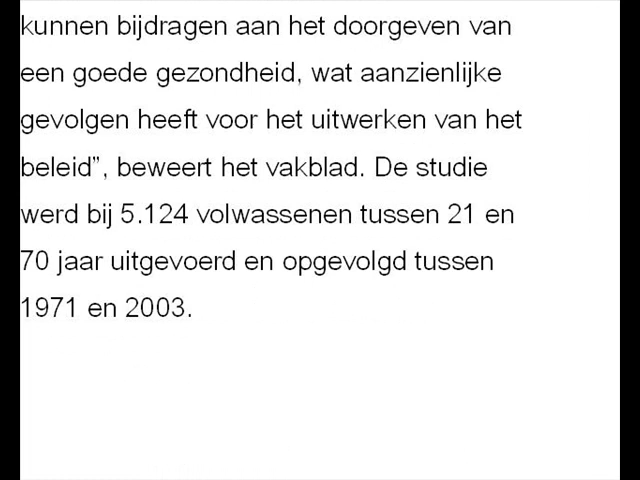 kunnen bijdragen aan het doorgeven van
een goede gezondheid, wat aanzienlijke
gevolgen heeft voor het uitwerken van het
beleid”, beweert het vakblad. De studie
werd bij 5.124 volwassenen tussen 21 en
70 jaar uitgevoerd en opgevolgd tussen
1971 en 2003.